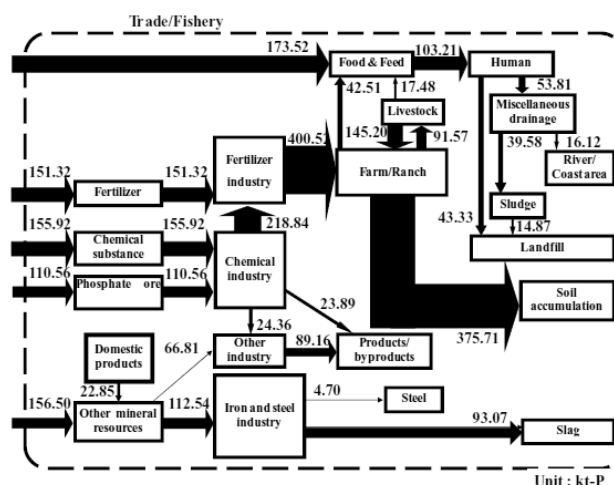 Trade/Fishery
173.52
Food & Feed
103.21
Human
42.51
17.48
53.81
Livestock
Miscellaneous
drainage
145.20
91.57
400.52
39.58
16.12
151.32
151.32
Fertilizer
industry
Farm/Ranch
River/
Coast area
Fertilizer
Sludge
155.92
155.92
218.84
43.33
14.87
Chemical
substance
Landfill
110.56
110.56
Chemical
industry
Phosphate ore
23.89
Soil
accumulation
24.36
Domestic
products
66.81
Other
industry
89.16
Products/
byproducts
375.71
22.85
4.70
Steel
156.50
Other mineral
resources
112.54
Iron and steel
industry
93.07
Slag
Unit : kt-P